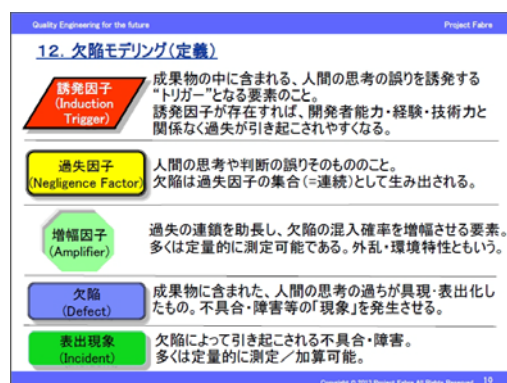 Quality Engineering for the future
Project Fabre
12. 欠陥モデリング(定義)
誘発因子
(Induction
Trigger)
成果物の中に含まれる、人間の思考の誤りを誘発する
“トリガー”となる要素のこと。
誘発因子が存在すれば、開発者能力・経験・技術力と
関係なく過失が引き起こされやすくなる。
過失因子
(Negligence Factor)
人間の思考や判断の誤りそのもののこと。
欠陥は過失因子の集合(=連続)として生み出される。
増幅因子
(Amplifier)
過失の連鎖を助長し、欠陥の混入確率を増幅させる要素。
多くは定量的に測定可能である。外乱・環境特性ともいう。
欠陥
(Defect)
成果物に含まれた、人間の思考の過ちが具現・表出化し
たもの。不具合・障害等の「現象」を発生させる。
表出現象
(Incident)
欠陥によって引き起こされる不具合・障害。
多くは定量的に測定／加算可能。
Copyright © 2013 Project Fabre All Rights Reserved
19